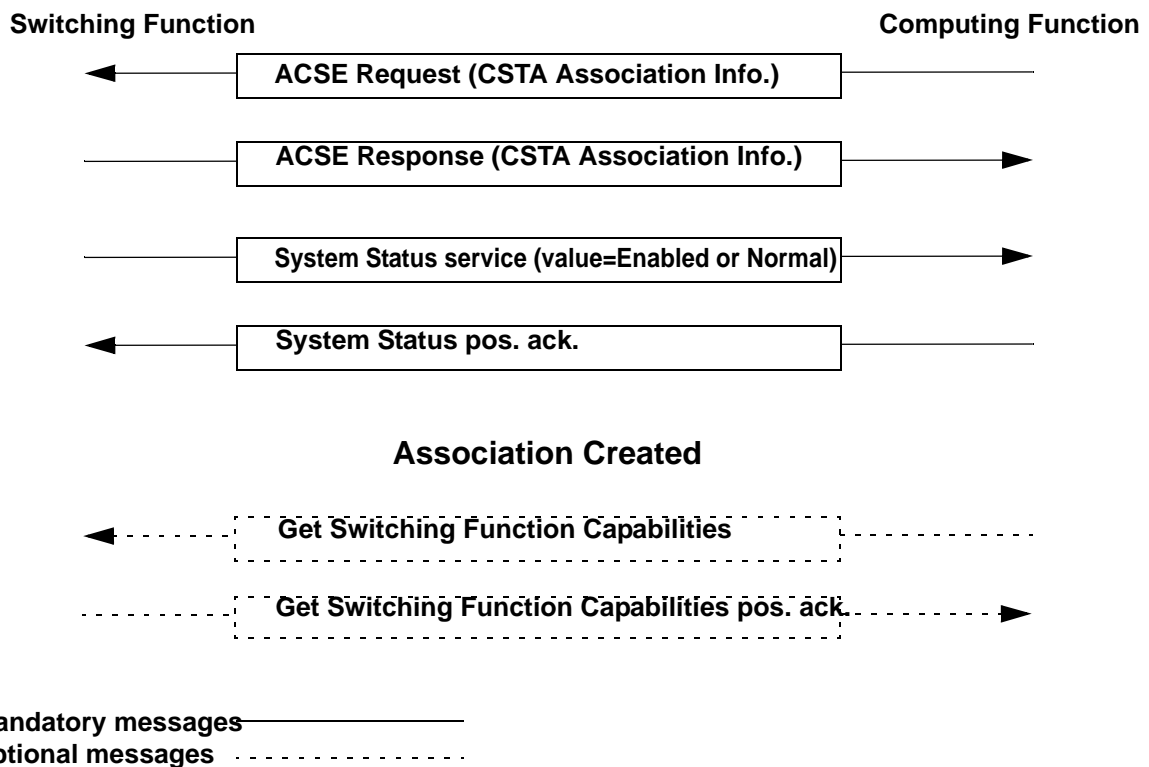 Switching Function
Computing Function
ACSE Request (CSTA Association Info.)
ACSE Response (CSTA Association Info.)
System Status service (value=Enabled or Normal)
System Status pos. ack.
Association Created
Get Switching Function Capabilities
Get Switching Function Capabilities pos. ack.
andatory messages
ptional messages